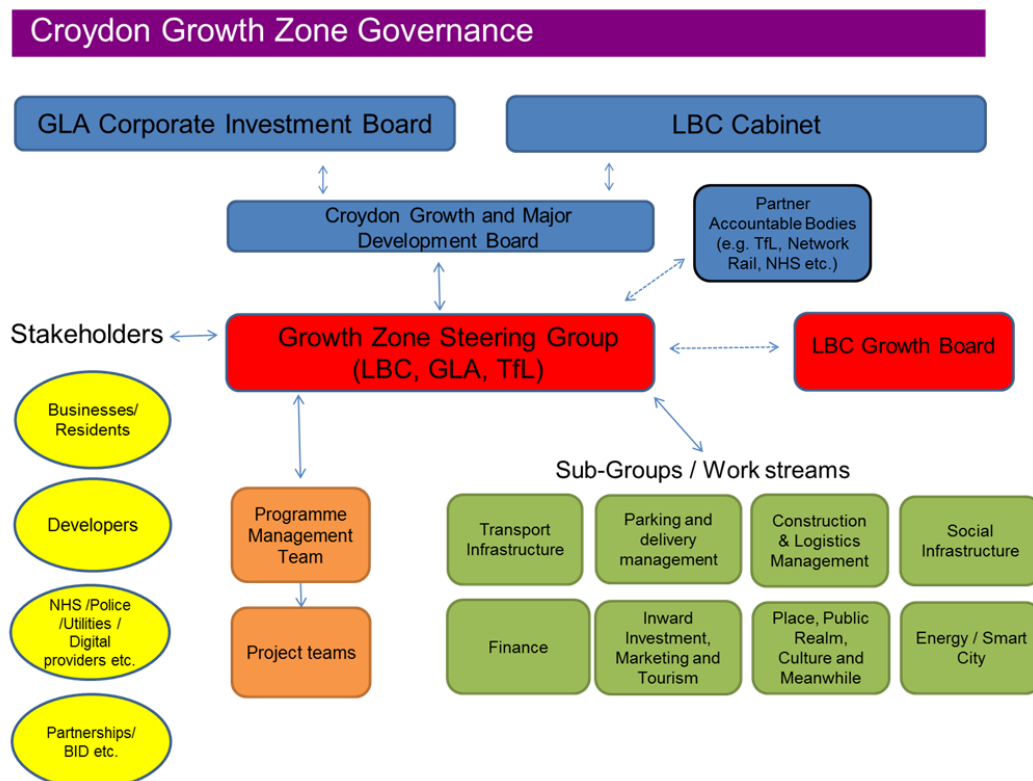 Croydon Growth Zone Governance
GLA Corporate Investment Board
LBC Cabinet
Croydon Growth and Major
Development Board
Partner
Accountable Bodies
(e.g. TfL, Network
Rail, NHS etc.)
Stakeholders
Growth Zone Steering Group
(LBC, GLA, TfL)
LBC Growth Board
Businesses/
Residents
Developers
NHS /Police
/Utilities /
Digital
providers etc.
Partnerships/
BID etc.
Programme
Management
Team
Project teams
Sub-Groups / Work streams
Transport
Infrastructure
Parking and
delivery
management
Construction
& Logistics
Management
Social
Infrastructure
Finance
Inward
Investment,
Marketing and
Tourism
Place, Public
Realm,
Culture and
Meanwhile
Energy / Smart
City